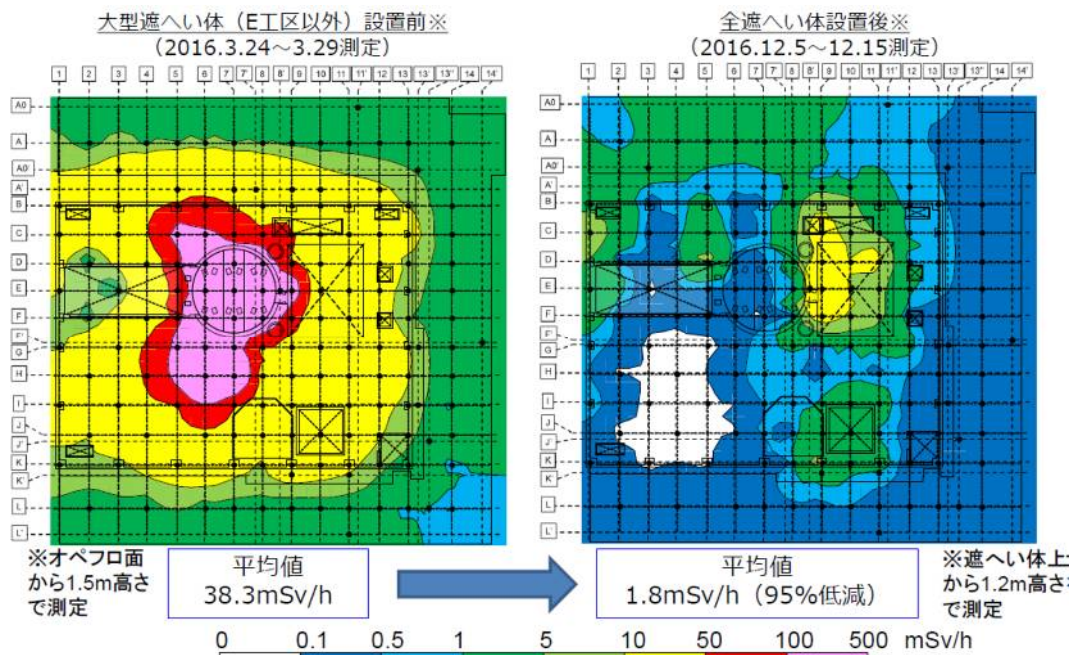 大型遮へい体（E工区以外）設置前※
（2016.3.24～3.29測定）
1 2 3 4 5 6 7 7' 8 8' 9 10 11 11' 12 13 13' 13'' 14 14'
A0
A
A0'
A'
B
C
D
E
F
F'
G
H
I
J
J'
K
K'
L
L'
※オペフロ面
から1.5m高さ
で測定
平均値
38.3mSv/h
全遮へい体設置後※
（2016.12.5～12.15測定）
1 2 3 4 5 6 7 7' 8 8' 9 10 11 11' 12 13 13' 13'' 14 14'
A0
A
A0'
A'
B
C
D
E
F
F'
G
H
I
J
J'
K
K
L
L'
平均値
1.8mSv/h（95%低減）
※遮へい体上
から1.2m高さ
で測定
0 0.1 0.5 1 5 10 50 100 500 mSv/h